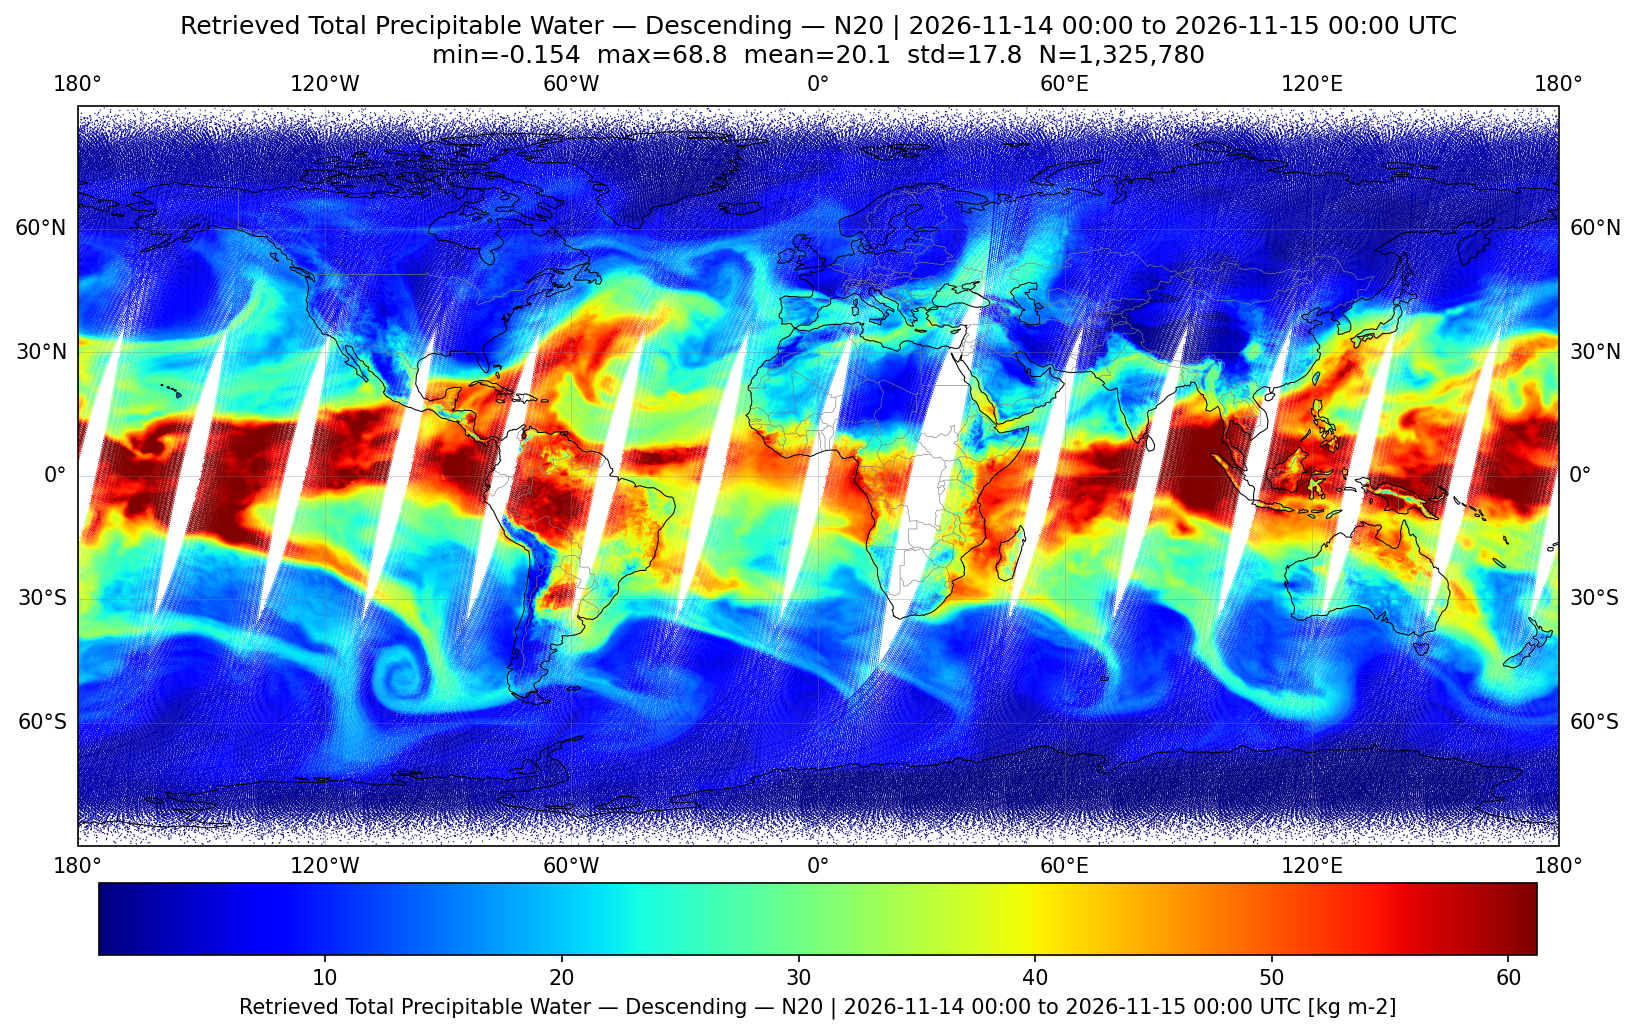 Retrieved Total Precipitable Water — Descending — N20 | 2026-11-14 00:00 to 2026-11-15 00:00 UTC
min=-0.154 max=68.8 mean=20.1 std=17.8 N=1,325,780
180° 120°W 60°W 0° 60°E 120°E 180°
60°N 60°N
30°N 30°N
0° 0°
30°S 30°S
60°S 60°S
180° 120°W 60°W 0° 60°E 120°E 180°
10 20 30 40 50 60
Retrieved Total Precipitable Water — Descending — N20 | 2026-11-14 00:00 to 2026-11-15 00:00 UTC [kg m-2]